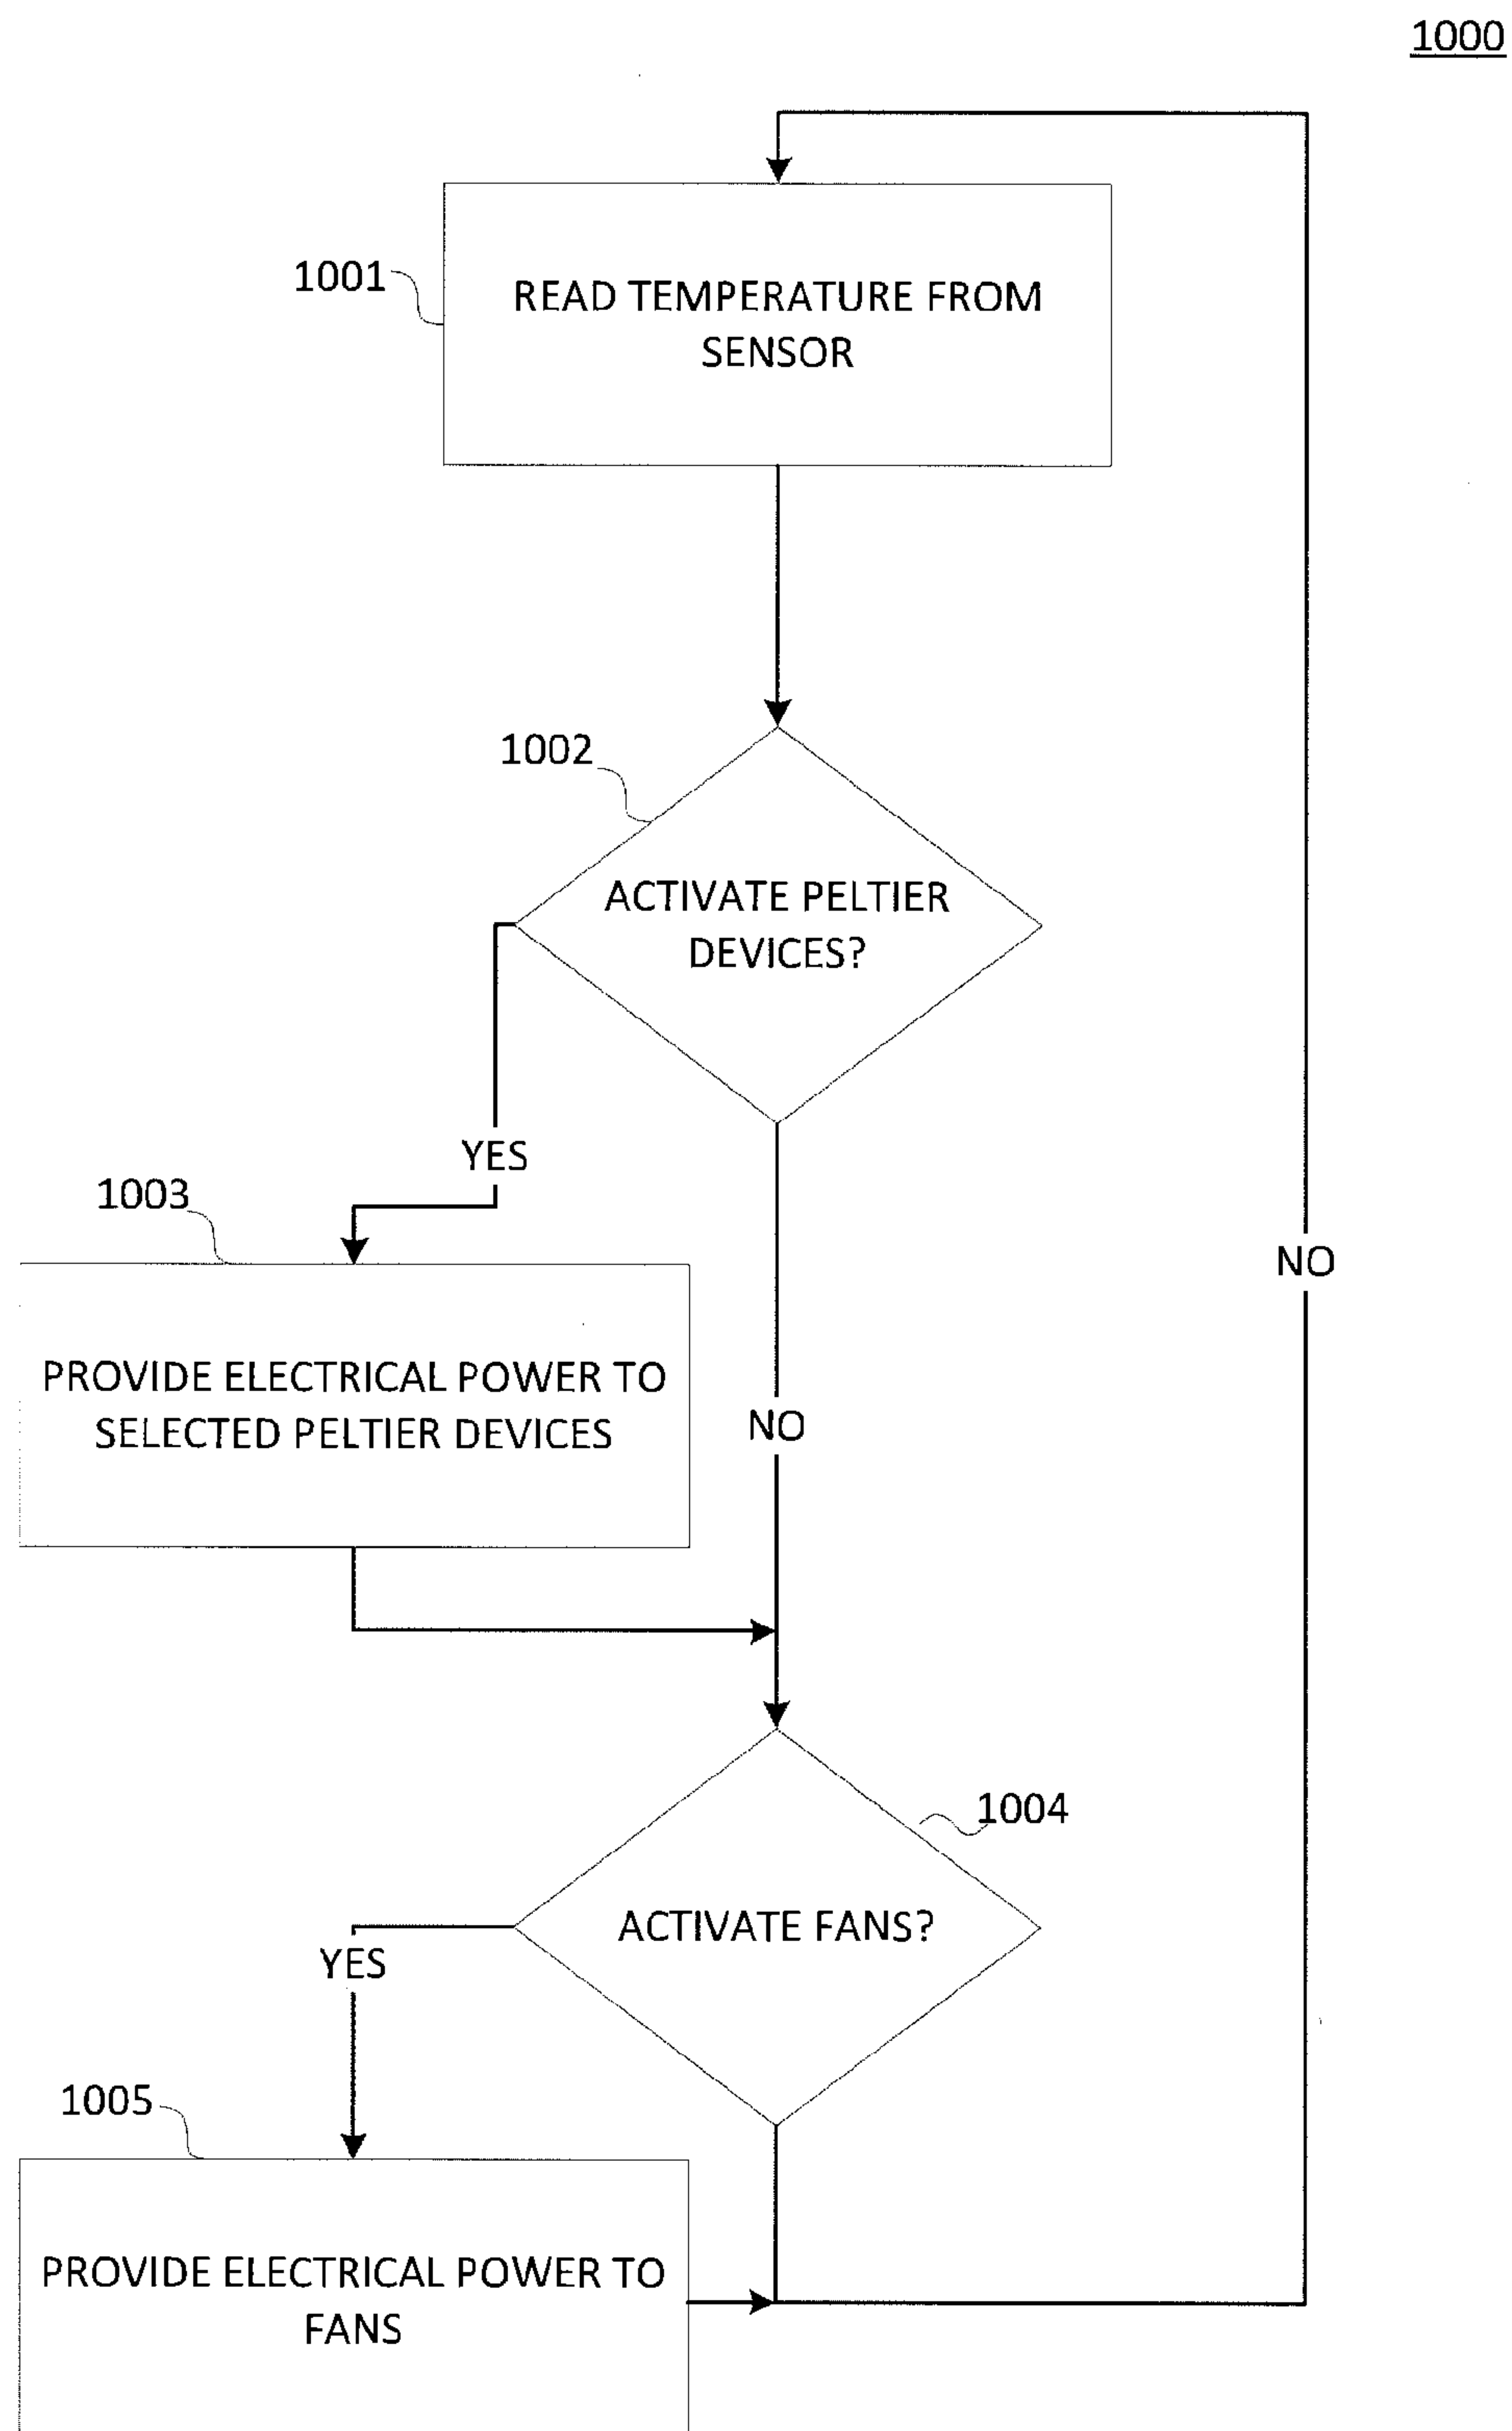 1000
1001
READ TEMPERATURE FROM
SENSOR
1002
ACTIVATE PELTIER
DEVICES?
YES
1003
PROVIDE ELECTRICAL POWER TO
SELECTED PELTIER DEVICES
NO
NO
1004
ACTIVATE FANS?
YES
1005
PROVIDE ELECTRICAL POWER TO
FANS